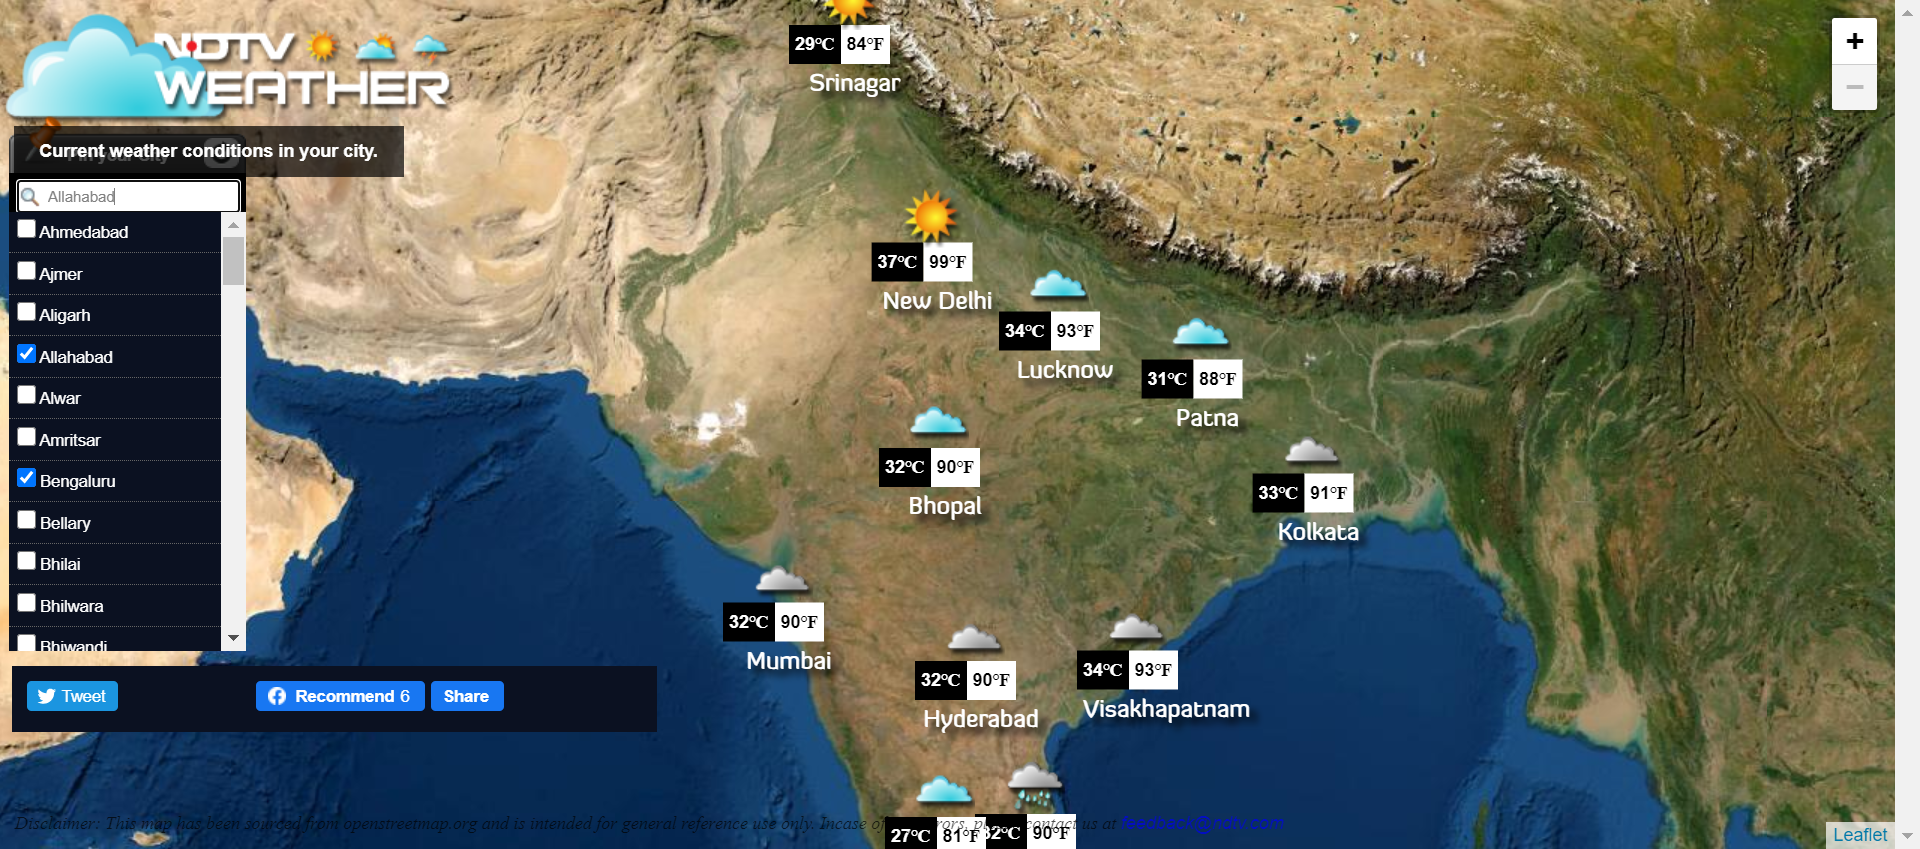 NDTV
WEATHER
Current weather conditions in your city.
Allahabad
Ahmedabad
Ajmer
Aligarh
Allahabad
Alwar
Amritsar
Bengaluru
Bellary
Bhilai
Bhilwara
Bhiwandi
Tweet
Recommend 6
Share
29°C 84°F
Srinagar
37°C 99°F
New Delhi
34°C 93°F
Lucknow
31°C 88°F
Patna
32°C 90°F
Bhopal
33°C 91°F
Kolkata
32°C 90°F
Mumbai
32°C 90°F
Hyderabad
34°C 93°F
Visakhapatnam
27°C 81°F
32°C 90°F
Disclaimer: This map has been sourced from openstreetmap.org and is intended for general reference use only. Incase of errors, please contact us at feedback@ndtv.com
+
−
Leaflet